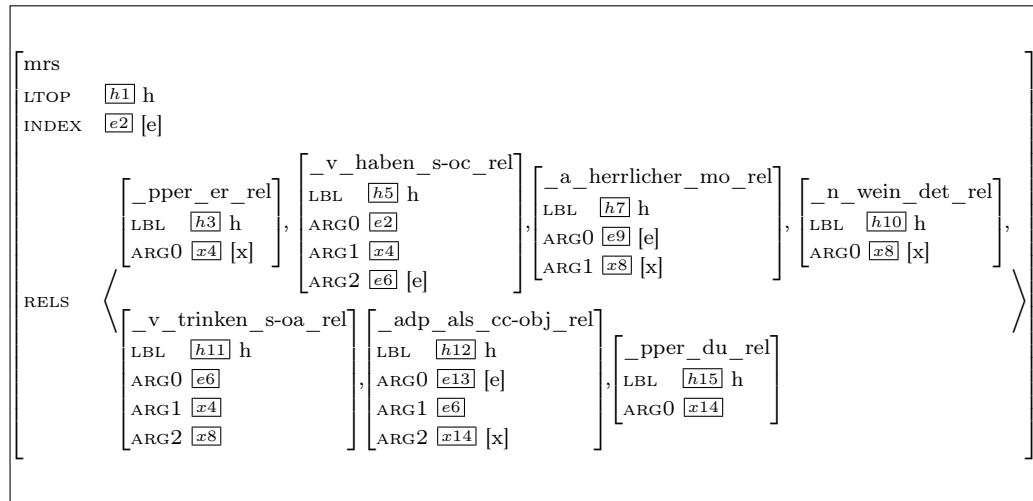 mrs
LTOP h1 h
INDEX e2 [e]
RELS
_pper_er_rel
LBL h3 h
ARG0 x4 [x]
,
_v_haben_s-oc_rel
LBL h5 h
ARG0 e2
ARG1 x4
ARG2 e6 [e]
,
_a_herrlicher_mo_rel
LBL h7 h
ARG0 e9 [e]
ARG1 x8 [x]
,
_n_wein_det_rel
LBL h10 h
ARG0 x8 [x]
,
_v_trinken_s-oa_rel
LBL h11 h
ARG0 e6
ARG1 x4
ARG2 x8
,
_adp_als_cc-obj_rel
LBL h12 h
ARG0 e13 [e]
ARG1 e6
ARG2 x14 [x]
,
_pper_du_rel
LBL h15 h
ARG0 x14